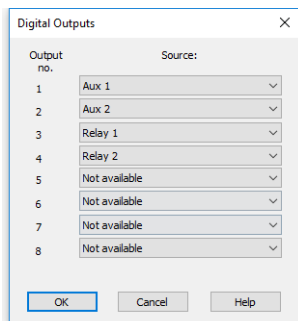 Digital Outputs
Output no. Source:
1 Aux 1
2 Aux 2
3 Relay 1
4 Relay 2
5 Not available
6 Not available
7 Not available
8 Not available
OK Cancel Help